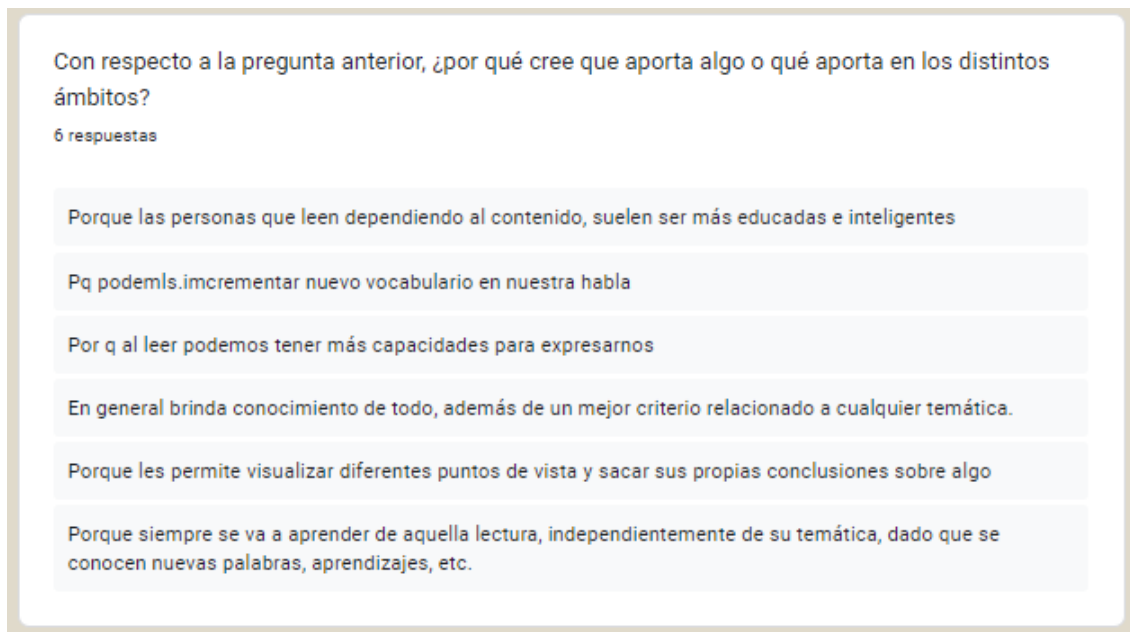 Con respecto a la pregunta anterior, ¿por qué cree que aporta algo o qué aporta en los distintos
ámbitos?
6 respuestas
Porque las personas que leen dependiendo al contenido, suelen ser más educadas e inteligentes
Pq podemls.imcrementar nuevo vocabulario en nuestra habla
Por q al leer podemos tener más capacidades para expresarnos
En general brinda conocimiento de todo, además de un mejor criterio relacionado a cualquier temática.
Porque les permite visualizar diferentes puntos de vista y sacar sus propias conclusiones sobre algo
Porque siempre se va a aprender de aquella lectura, independientemente de su temática, dado que se
conocen nuevas palabras, aprendizajes, etc.